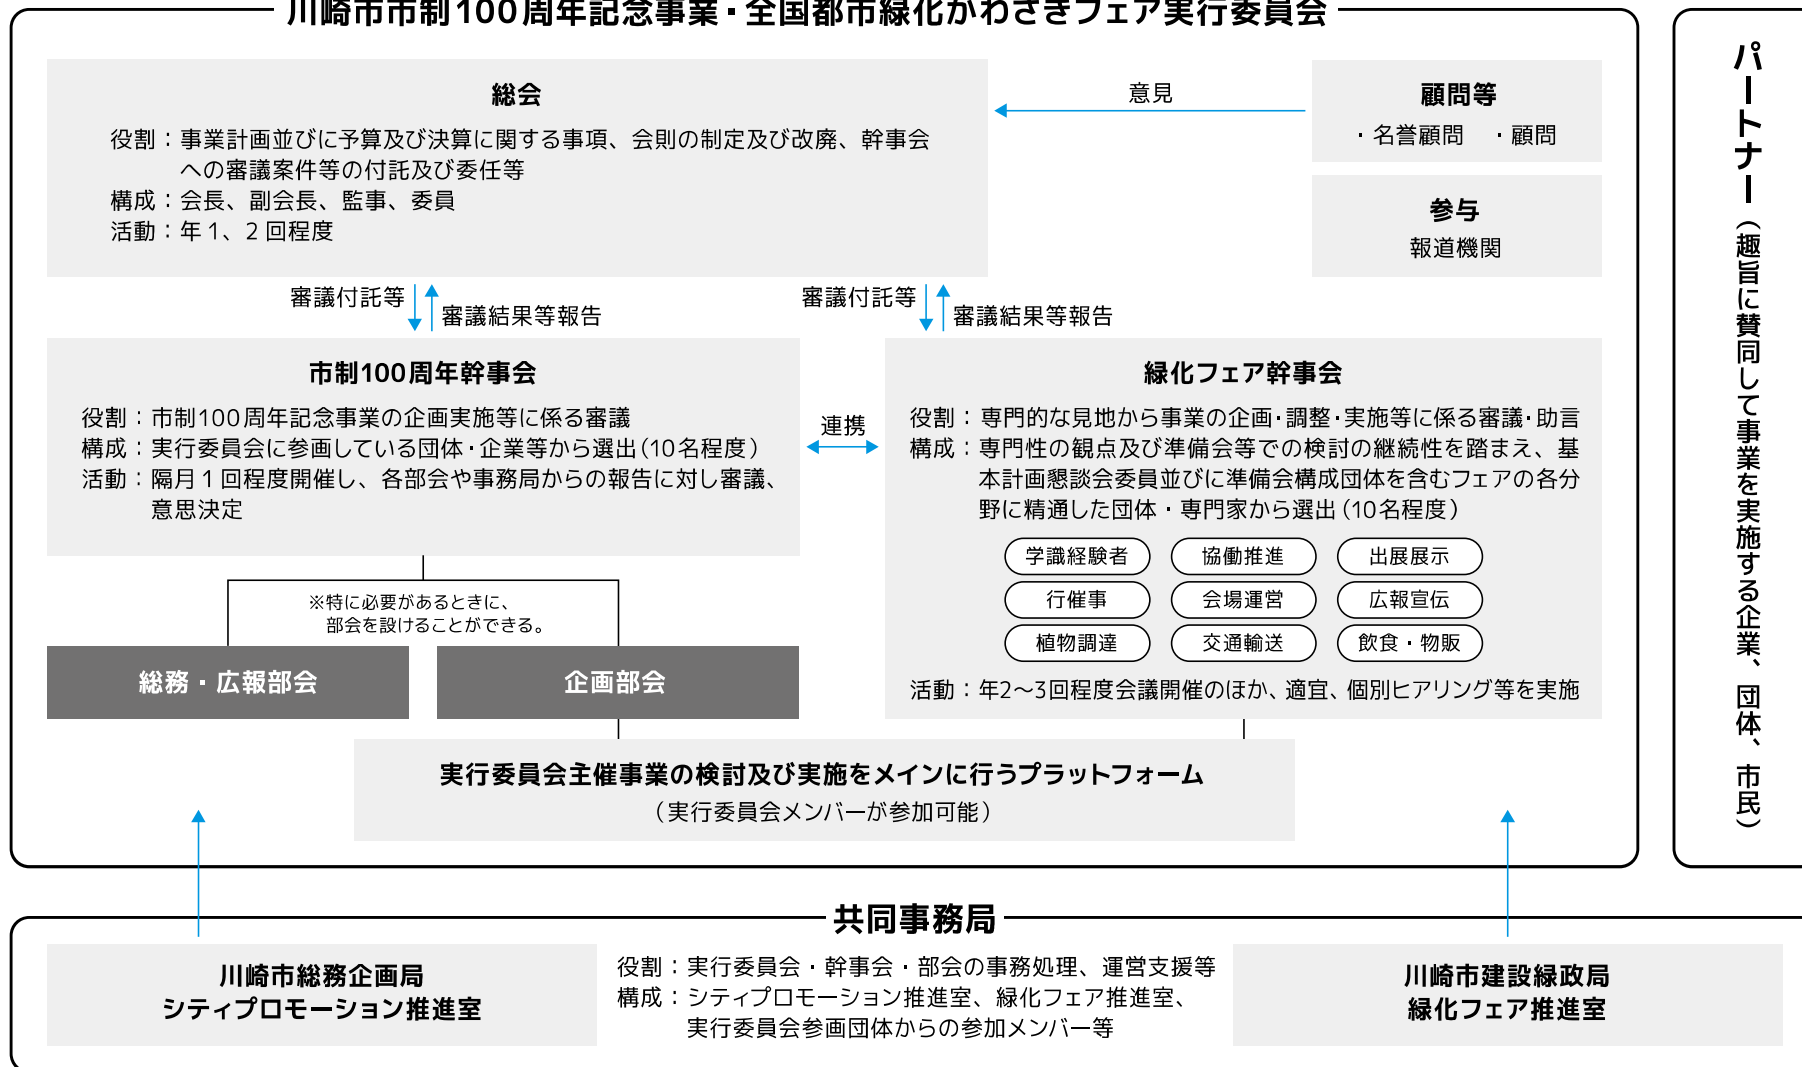 川崎市市制100周年記念事業・全国都市緑化かわさきフェア実行委員会
総会
役割：事業計画並びに予算及び決算に関する事項、会則の制定及び改廃、幹事会
への審議案件等の付託及び委任等
構成：会長、副会長、監事、委員
活動：年1、2回程度
意見
顧問等
・名誉顧問　・顧問
参与
報道機関
審議付託等
審議結果等報告
審議付託等
審議結果等報告
市制100周年幹事会
役割：市制100周年記念事業の企画実施等に係る審議
構成：実行委員会に参画している団体・企業等から選出（10名程度）
活動：隔月1回程度開催し、各部会や事務局からの報告に対し審議、
意思決定
連携
緑化フェア幹事会
役割：専門的な見地から事業の企画・調整・実施等に係る審議・助言
構成：専門性の観点及び準備会等での検討の継続性を踏まえ、基
本計画懇談会委員並びに準備会構成団体を含むフェアの各分
野に精通した団体・専門家から選出（10名程度）
学識経験者
協働推進
出展展示
行催事
会場運営
広報宣伝
植物調達
交通輸送
飲食・物販
活動：年2〜3回程度会議開催のほか、適宜、個別ヒアリング等を実施
※特に必要があるときに、
部会を設けることができる。
総務・広報部会
企画部会
実行委員会主催事業の検討及び実施をメインに行うプラットフォーム
（実行委員会メンバーが参加可能）
パートナー（趣旨に賛同して事業を実施する企業、団体、市民）
共同事務局
川崎市総務企画局
シティプロモーション推進室
役割：実行委員会・幹事会・部会の事務処理、運営支援等
構成：シティプロモーション推進室、緑化フェア推進室、
実行委員会参画団体からの参加メンバー等
川崎市建設緑政局
緑化フェア推進室